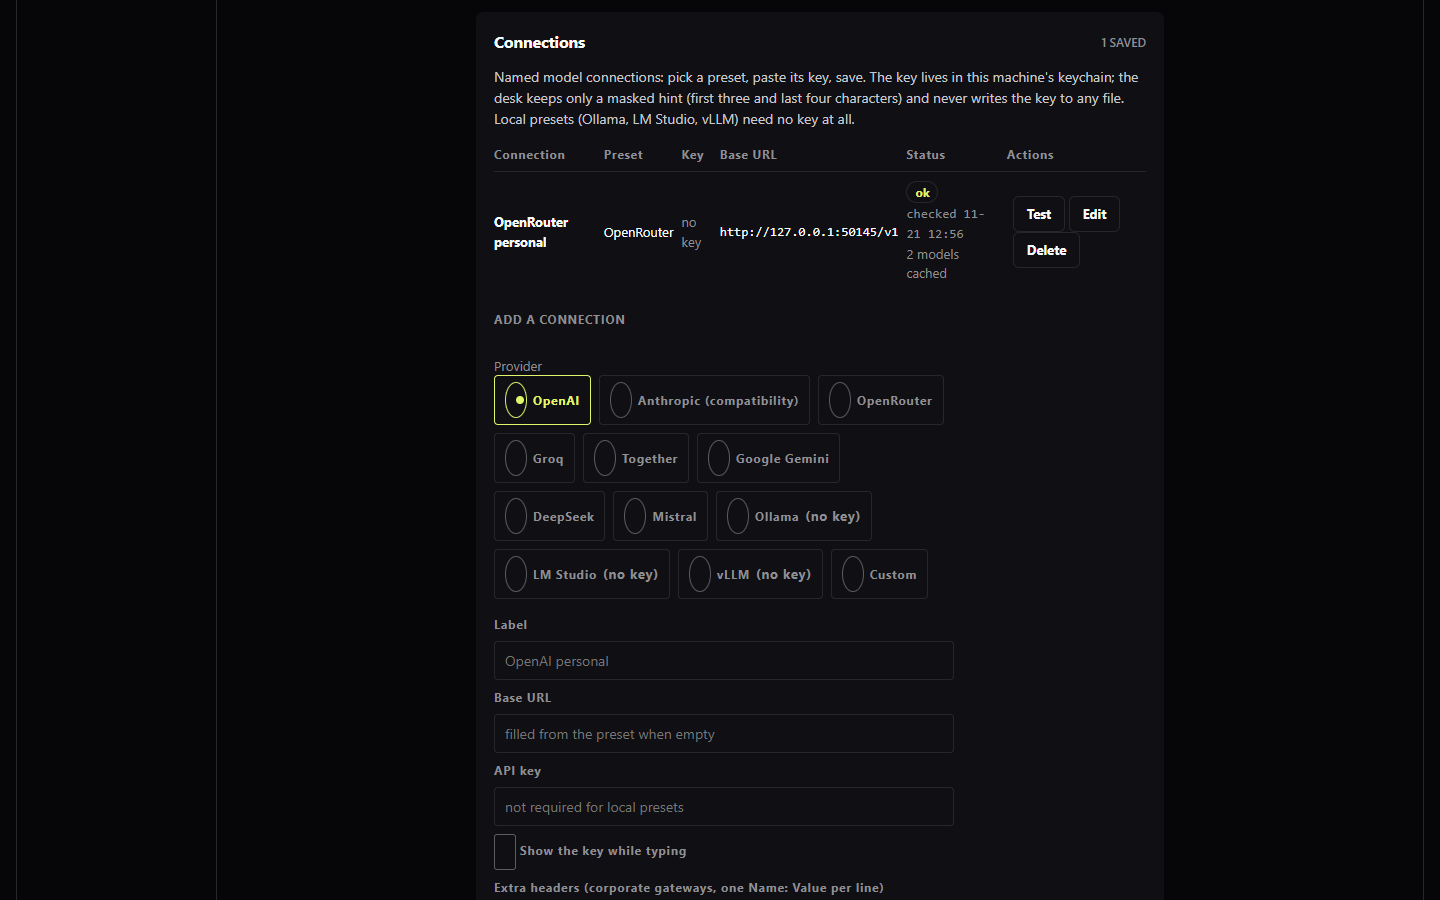 Connections
1 SAVED
Named model connections: pick a preset, paste its key, save. The key lives in this machine's keychain; the
desk keeps only a masked hint (first three and last four characters) and never writes the key to any file.
Local presets (Ollama, LM Studio, vLLM) need no key at all.
Connection Preset Key Base URL Status Actions
OpenRouter
personal
OpenRouter
no
key
http://127.0.0.1:50145/v1
ok
checked 11-
21 12:56
2 models
cached
Test Edit
Delete
ADD A CONNECTION
Provider
OpenAI Anthropic (compatibility) OpenRouter
Groq Together Google Gemini
DeepSeek Mistral Ollama (no key)
LM Studio (no key) vLLM (no key) Custom
Label
OpenAI personal
Base URL
filled from the preset when empty
API key
not required for local presets
Show the key while typing
Extra headers (corporate gateways, one Name: Value per line)